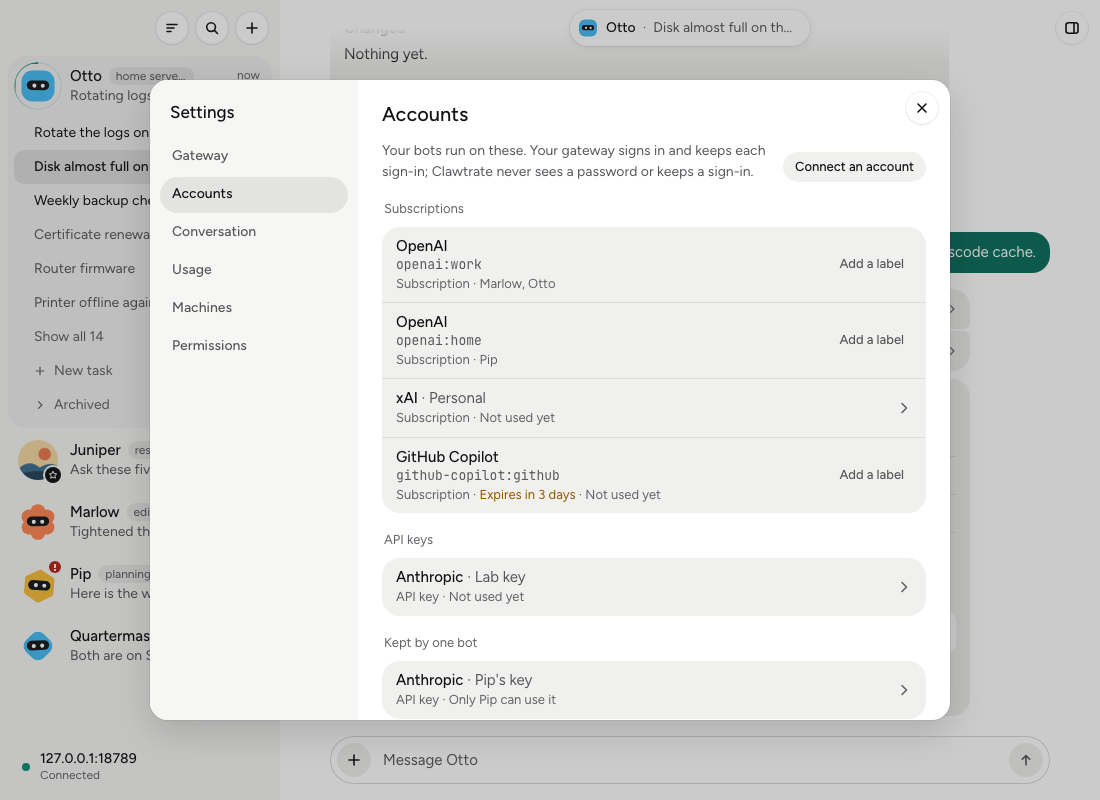 Changed
Nothing yet.
Otto · Disk almost full on th...
Otto home serve... now
Rotating logs
Rotate the logs on
Disk almost full on
Weekly backup che
Certificate renewa
Router firmware
Printer offline again
Show all 14
New task
Archived
Juniper res
Ask these fiv
Marlow edi
Tightened th
Pip planning
Here is the w
Quartermas
Both are on S
127.0.0.1:18789
Connected
Settings
Gateway
Accounts
Conversation
Usage
Machines
Permissions
Accounts
Your bots run on these. Your gateway signs in and keeps each
sign-in; Clawtrate never sees a password or keeps a sign-in.
Connect an account
Subscriptions
OpenAI
openai:work
Subscription · Marlow, Otto
Add a label
OpenAI
openai:home
Subscription · Pip
Add a label
xAI · Personal
Subscription · Not used yet
GitHub Copilot
github-copilot:github
Subscription · Expires in 3 days · Not used yet
Add a label
API keys
Anthropic · Lab key
API key · Not used yet
Kept by one bot
Anthropic · Pip's key
API key · Only Pip can use it
scode cache.
Message Otto